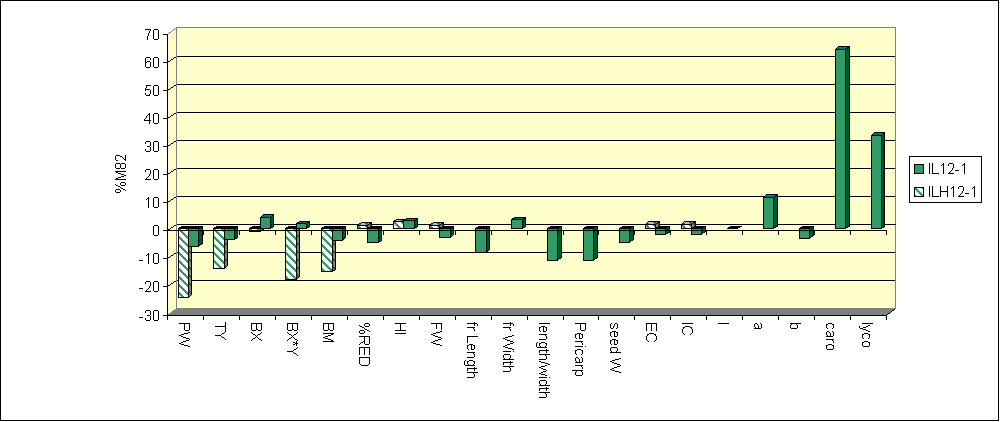 70
60
50
40
30
20
10
0
-10
-20
-30
%M82
PW
TY
BX
BX*Y
BM
%RED
HI
FW
fr Length
fr Width
length/width
Pericarp
seed W
EC
IC
l
a
b
caro
lyco
IL12-1
ILH12-1